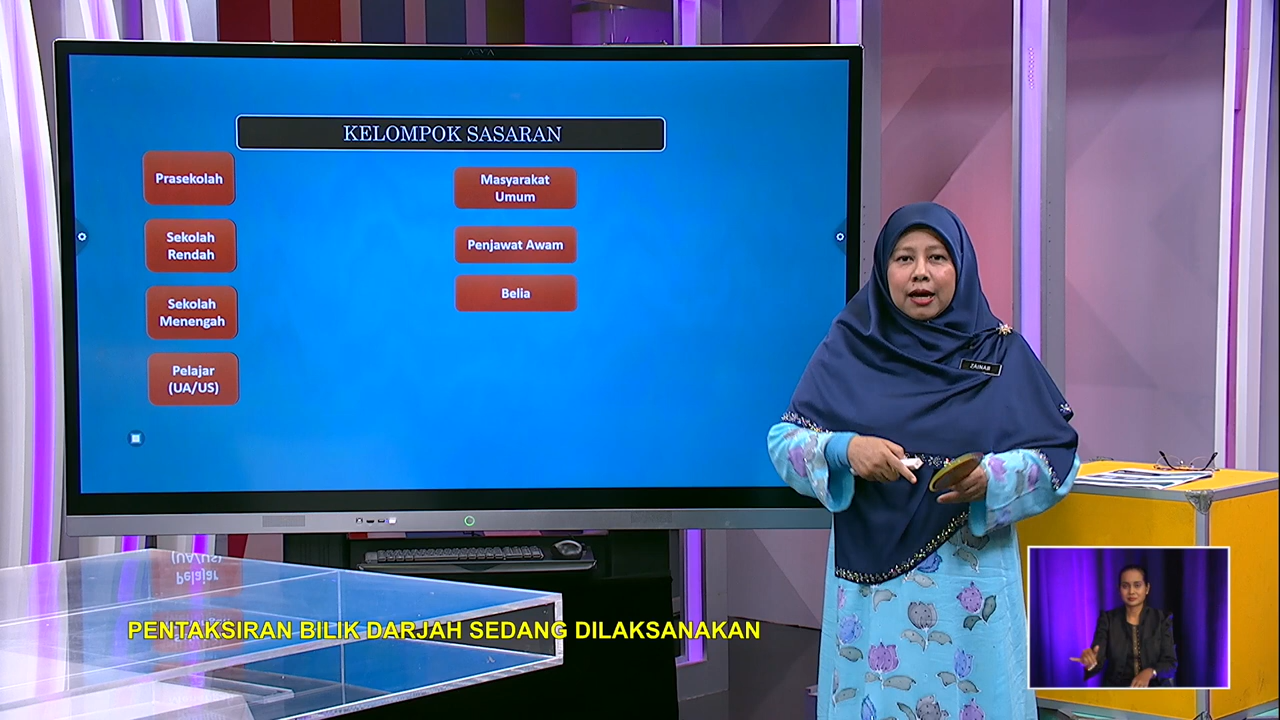 KELOMPOK SASARAN
Prasekolah
Sekolah
Rendah
Sekolah
Menengah
Pelajar
(UA/US)
Masyarakat
Umum
Penjawat Awam
Belia
ZAINAB
PENTAKSIRAN BILIK DARJAH SEDANG DILAKSANAKAN